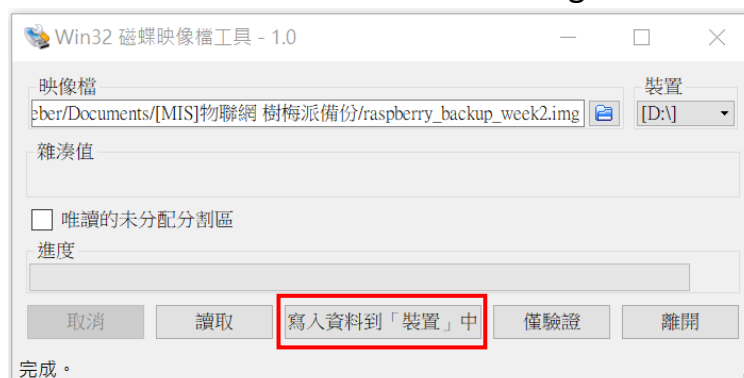 Win32 磁蝶映像檔工具 - 1.0
映像檔
eber/Documents/[MIS]物聯網 樹梅派備份/raspberry_backup_week2.img
裝置
[D:\]
雜湊值
唯讀的未分配分割區
進度
取消 讀取 寫入資料到「裝置」中 僅驗證 離開
完成。